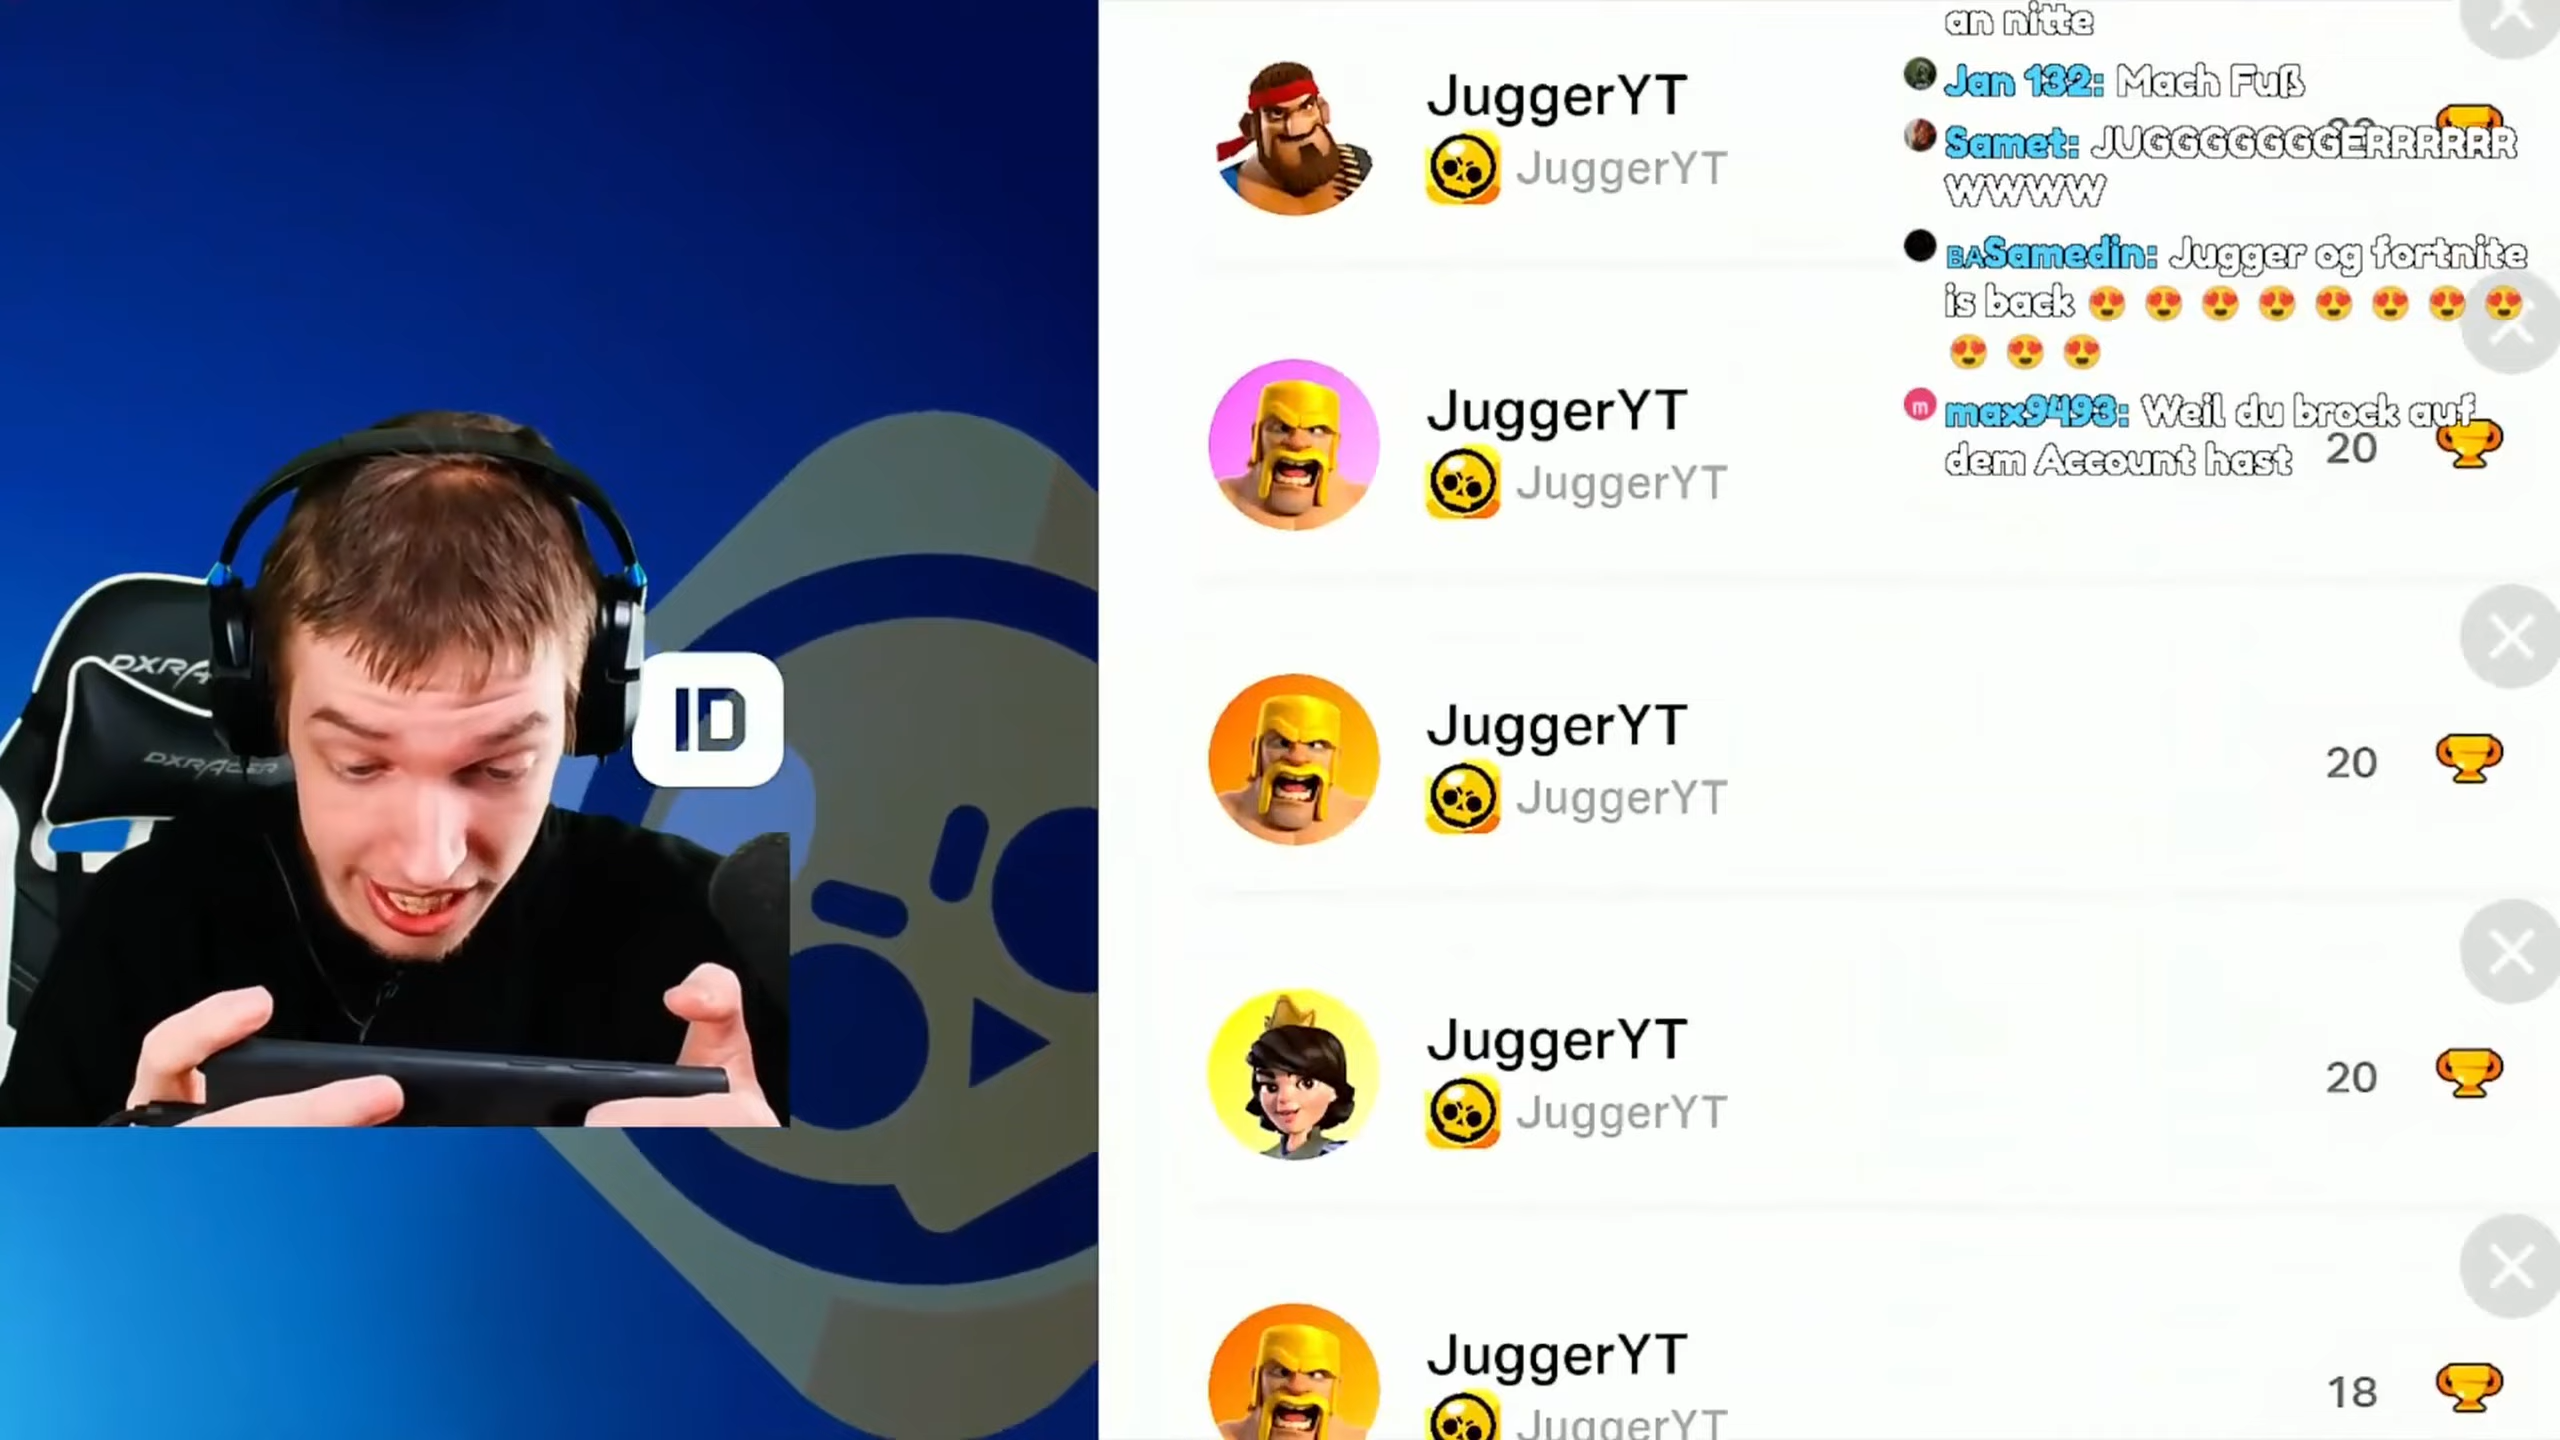 an nitte
Jan 132: Mach Fuß
Samet: JUGGGGGGGERRRRRR
WWWW
BASamedin: Jugger og fortnite
is back 😍 😍 😍 😍 😍 😍 😍 😍
😍 😍 😍
max9493: Weil du brock auf
dem Account hast
JuggerYT
JuggerYT
JuggerYT
JuggerYT
20
JuggerYT
JuggerYT
20
JuggerYT
JuggerYT
20
JuggerYT
JuggerYT
18
DXRA
DXRACER
ID